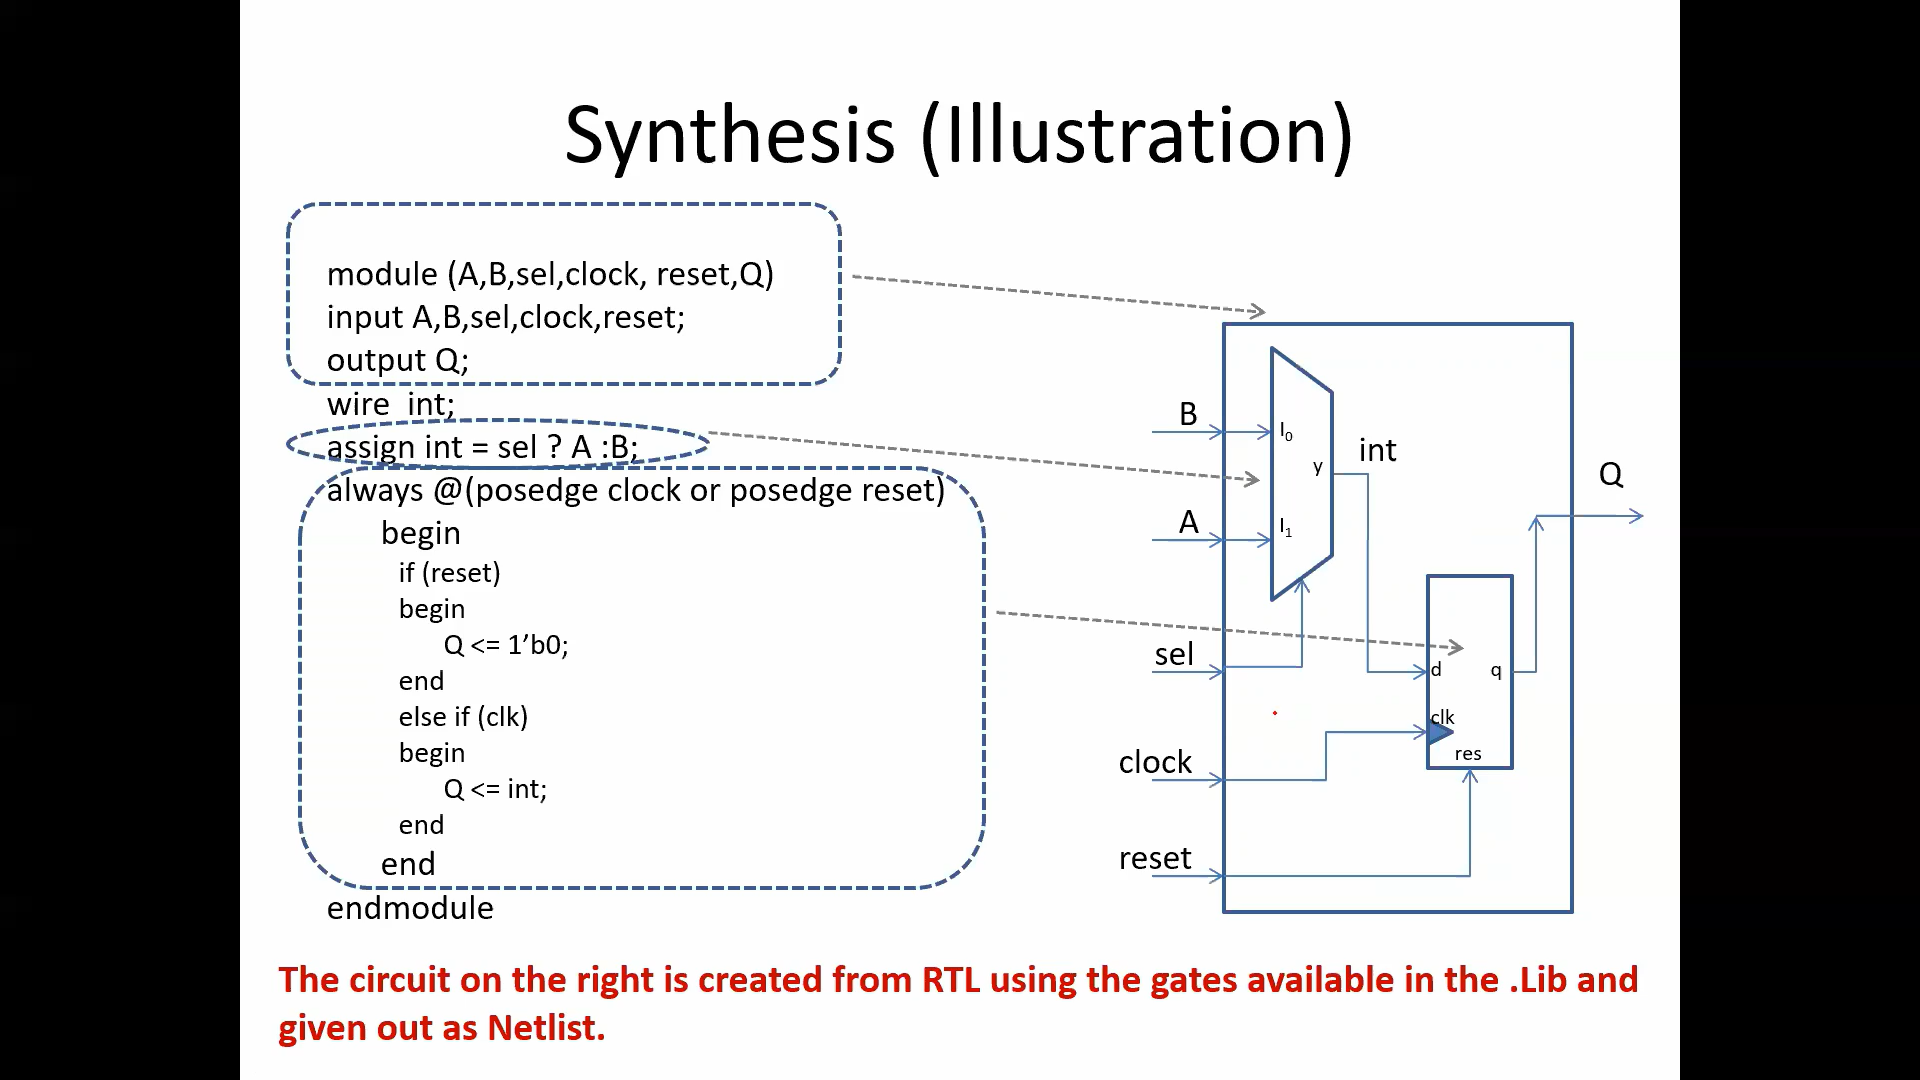 Synthesis (Illustration)
module (A,B,sel,clock, reset,Q)
input A,B,sel,clock,reset;
output Q;
wire  int;
assign int = sel ? A :B;
always @(posedge clock or posedge reset)
begin
if (reset)
begin
Q <= 1’b0;
end
else if (clk)
begin
Q <= int;
end
end
endmodule
B
I0
int
y
Q
A
I1
sel
d
q
clk
res
clock
reset
The circuit on the right is created from RTL using the gates available in the .Lib and
given out as Netlist.